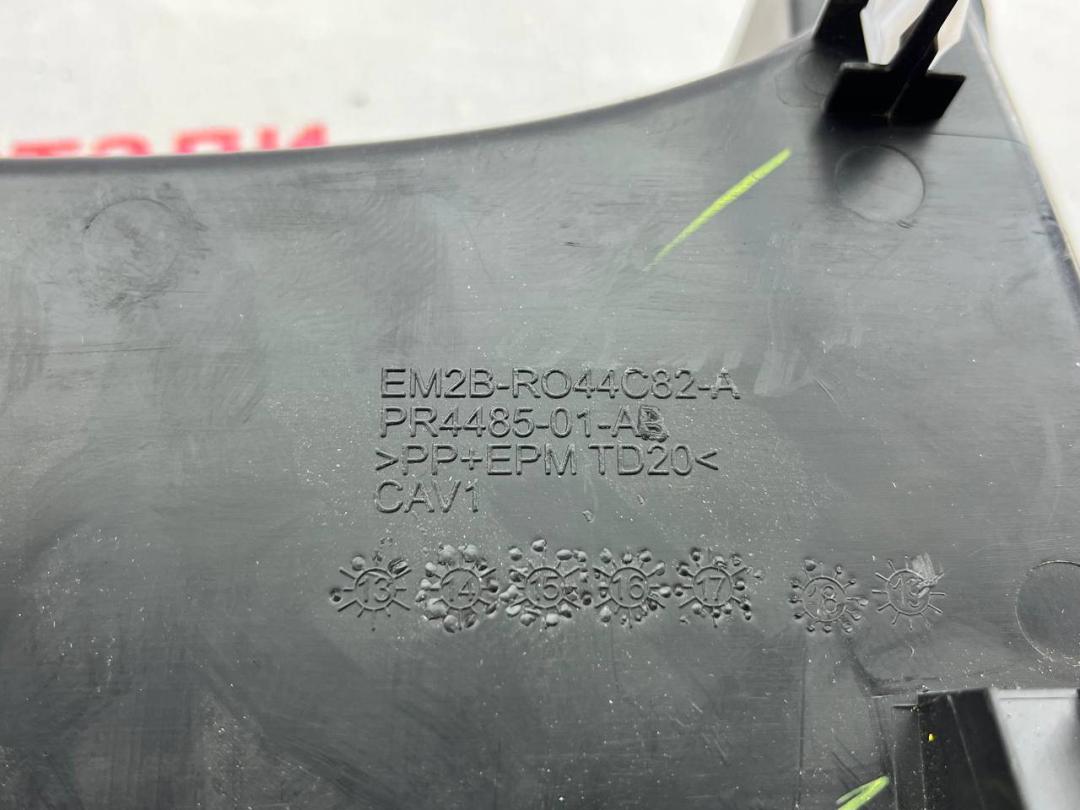 EM2B-RO44C82-A
PR4485-01-AB
>PP+EPM TD20<
CAV1
13 14 15 16 17 18 19